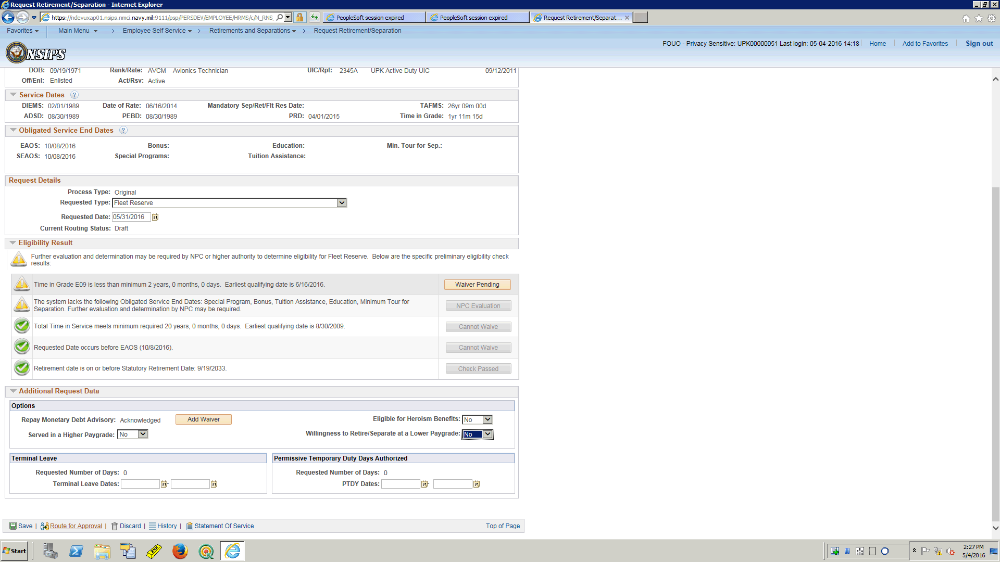 Request Retirement/Separation - Internet Explorer
https://ndevuxap01.nsips.nmci.navy.mil:9111/psp/PERSDEV/EMPLOYEE/HRMS/c/N_RNS_
PeopleSoft session expired
PeopleSoft session expired
Request Retirement/Separat...
Favorites Main Menu > Employee Self Service > Retirements and Separations > Request Retirement/Separation
FOUO - Privacy Sensitive: UPK00000051 Last login: 05-04-2016 14:18 Home Add to Favorites Sign out
NSIPS
DOB: 09/19/1971 Rank/Rate: AVCM Avionics Technician UIC/Rpt: 2345A UPK Active Duty UIC 09/12/2011
Off/Enl: Enlisted Act/Rsv: Active
Service Dates ?
DIEMS: 02/01/1989 Date of Rate: 06/16/2014 Mandatory Sep/Ret/Flt Res Date: TAFMS: 26yr 09m 00d
ADSD: 08/30/1989 PEBD: 08/30/1989 PRD: 04/01/2015 Time in Grade: 1yr 11m 15d
Obligated Service End Dates ?
EAOS: 10/08/2016 Bonus: Education: Min. Tour for Sep.:
SEAOS: 10/08/2016 Special Programs: Tuition Assistance:
Request Details
Process Type: Original
Requested Type: Fleet Reserve
Requested Date: 05/31/2016 31
Current Routing Status: Draft
Eligibility Result
Further evaluation and determination may be required by NPC or higher authority to determine eligibility for Fleet Reserve. Below are the specific preliminary eligibility check
results:
Time in Grade E09 is less than minimum 2 years, 0 months, 0 days. Earliest qualifying date is 6/16/2016. Waiver Pending
The system lacks the following Obligated Service End Dates: Special Program, Bonus, Tuition Assistance, Education, Minimum Tour for
Separation. Further evaluation and determination by NPC may be required. NPC Evaluation
Total Time in Service meets minimum required 20 years, 0 months, 0 days. Earliest qualifying date is 8/30/2009. Cannot Waive
Requested Date occurs before EAOS (10/8/2016). Cannot Waive
Retirement date is on or before Statutory Retirement Date: 9/19/2033. Check Passed
Additional Request Data
Options
Repay Monetary Debt Advisory: Acknowledged Add Waiver Eligible for Heroism Benefits: No
Served in a Higher Paygrade: No Willingness to Retire/Separate at a Lower Paygrade: No
Terminal Leave Permissive Temporary Duty Days Authorized
Requested Number of Days: 0 Requested Number of Days: 0
Terminal Leave Dates: 31 - 31 PTDY Dates: 31 - 31
Save | Route for Approval | Discard | History | Statement Of Service Top of Page
Start 2:27 PM
5/4/2016